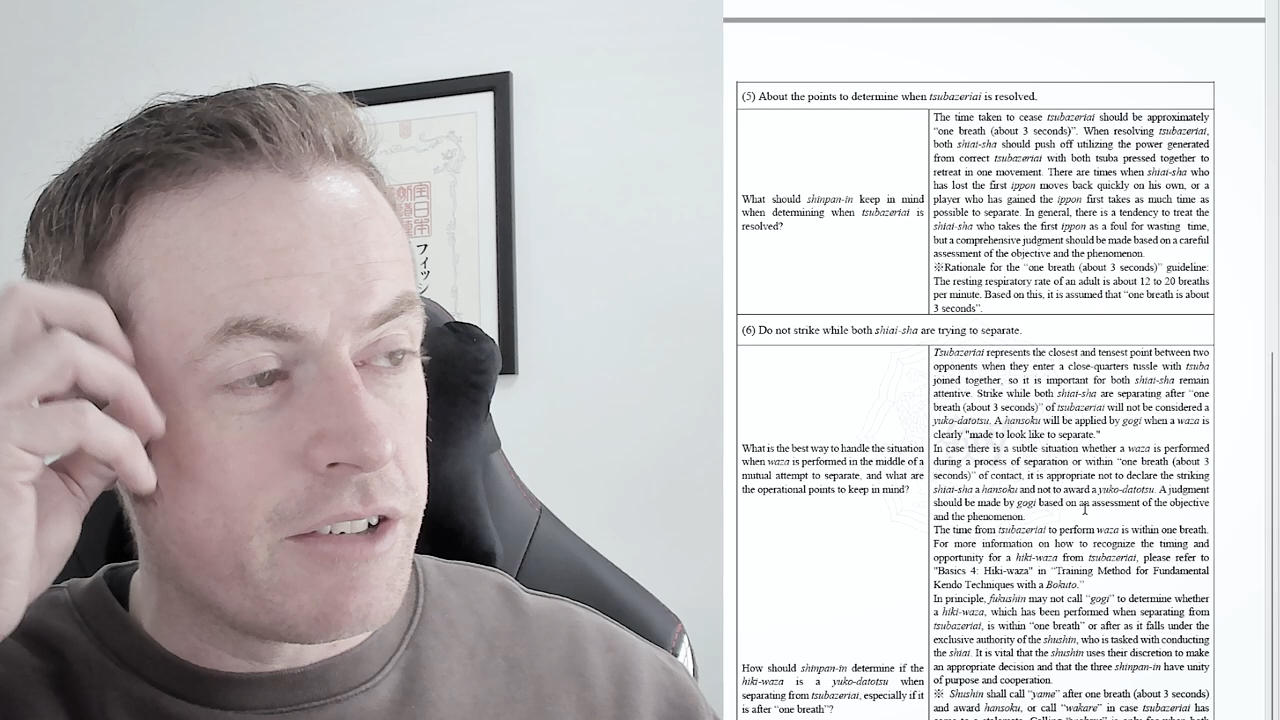 宝日本
フィッシ
(5) About the points to determine when tsubazeriai is resolved.
What should shinpan-in keep in mind
when determining when tsubazeriai is
resolved?
The time taken to cease tsubazeriai should be approximately
“one breath (about 3 seconds)”. When resolving tsubazeriai,
both shiai-sha should push off utilizing the power generated
from correct tsubazeriai with both tsuba pressed together to
retreat in one movement. There are times when shiai-sha who
has lost the first ippon moves back quickly on his own, or a
player who has gained the ippon first takes as much time as
possible to separate. In general, there is a tendency to treat the
shiai-sha who takes the first ippon as a foul for wasting time,
but a comprehensive judgment should be made based on a careful
assessment of the objective and the phenomenon.
※Rationale for the “one breath (about 3 seconds)” guideline:
The resting respiratory rate of an adult is about 12 to 20 breaths
per minute. Based on this, it is assumed that “one breath is about
3 seconds”.
(6) Do not strike while both shiai-sha are trying to separate.
What is the best way to handle the situation
when waza is performed in the middle of a
mutual attempt to separate, and what are
the operational points to keep in mind?
Tsubazeriai represents the closest and tensest point between two
opponents when they enter a close-quarters tussle with tsuba
joined together, so it is important for both shiai-sha remain
attentive. Strike while both shiai-sha are separating after “one
breath (about 3 seconds)” of tsubazeriai will not be considered a
yuko-datotsu. A hansoku will be applied by gogi when a waza is
clearly "made to look like to separate."
In case there is a subtle situation whether a waza is performed
during a process of separation or within “one breath (about 3
seconds)” of contact, it is appropriate not to declare the striking
shiai-sha a hansoku and not to award a yuko-datotsu. A judgment
should be made by gogi based on an assessment of the objective
and the phenomenon.
How should shinpan-in determine if the
hiki-waza is a yuko-datotsu when
separating from tsubazeriai, especially if it
is after “one breath”?
The time from tsubazeriai to perform waza is within one breath.
For more information on how to recognize the timing and
opportunity for a hiki-waza from tsubazeriai, please refer to
"Basics 4: Hiki-waza" in “Training Method for Fundamental
Kendo Techniques with a Bokuto.”
In principle, fukushin may not call “gogi” to determine whether
a hiki-waza, which has been performed when separating from
tsubazeriai, is within “one breath” or after as it falls under the
exclusive authority of the shushin, who is tasked with conducting
the shiai. It is vital that the shushin uses their discretion to make
an appropriate decision and that the three shinpan-in have unity
of purpose and cooperation.
※ Shushin shall call “yame” after one breath (about 3 seconds)
and award hansoku, or call “wakare” in case tsubazeriai has